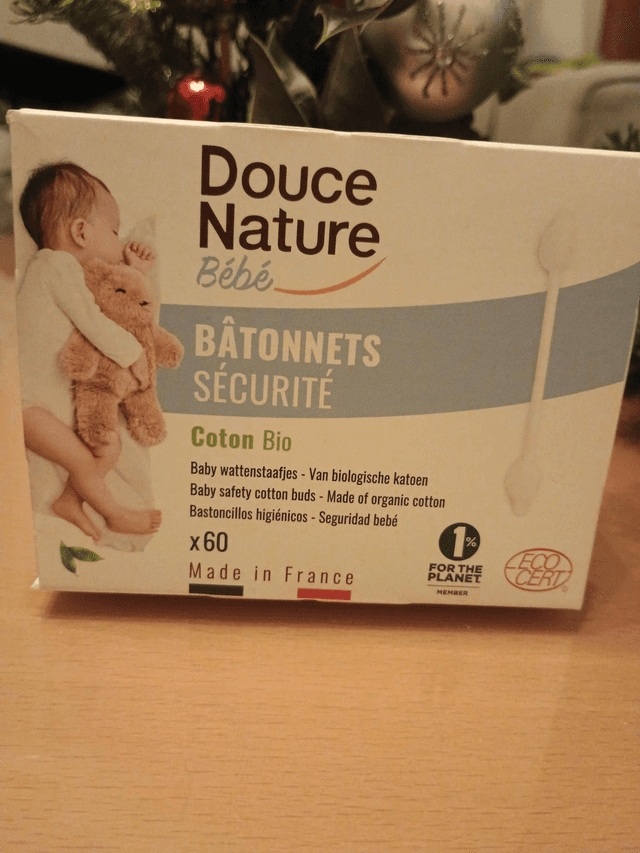 Douce
Nature
Bébé
BÂTONNETS
SÉCURITÉ
Coton Bio
Baby wattenstaafjes - Van biologische katoen
Baby safety cotton buds - Made of organic cotton
Bastoncillos higiénicos - Seguridad bebé
x60
Made in France
1%
FOR THE
PLANET
MEMBER
ECO
CERT